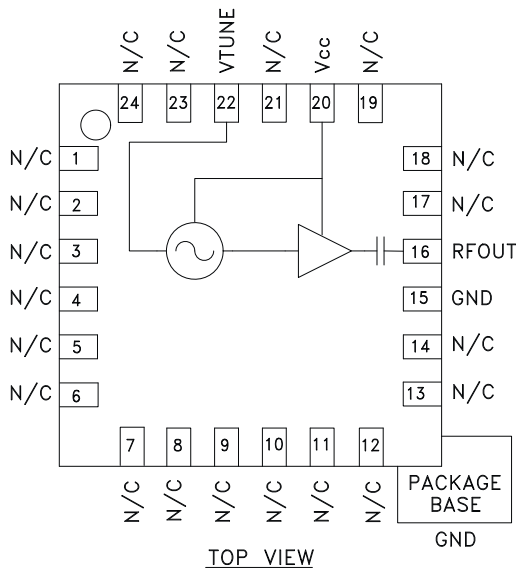 N/C N/C VTUNE N/C Vcc N/C
24 23 22 21 20 19
N/C 1 18 N/C
N/C 2 17 N/C
N/C 3 16 RFOUT
N/C 4 15 GND
N/C 5 14 N/C
N/C 6 13 N/C
7 8 9 10 11 12
N/C N/C N/C N/C N/C N/C
PACKAGE
BASE
GND
TOP VIEW